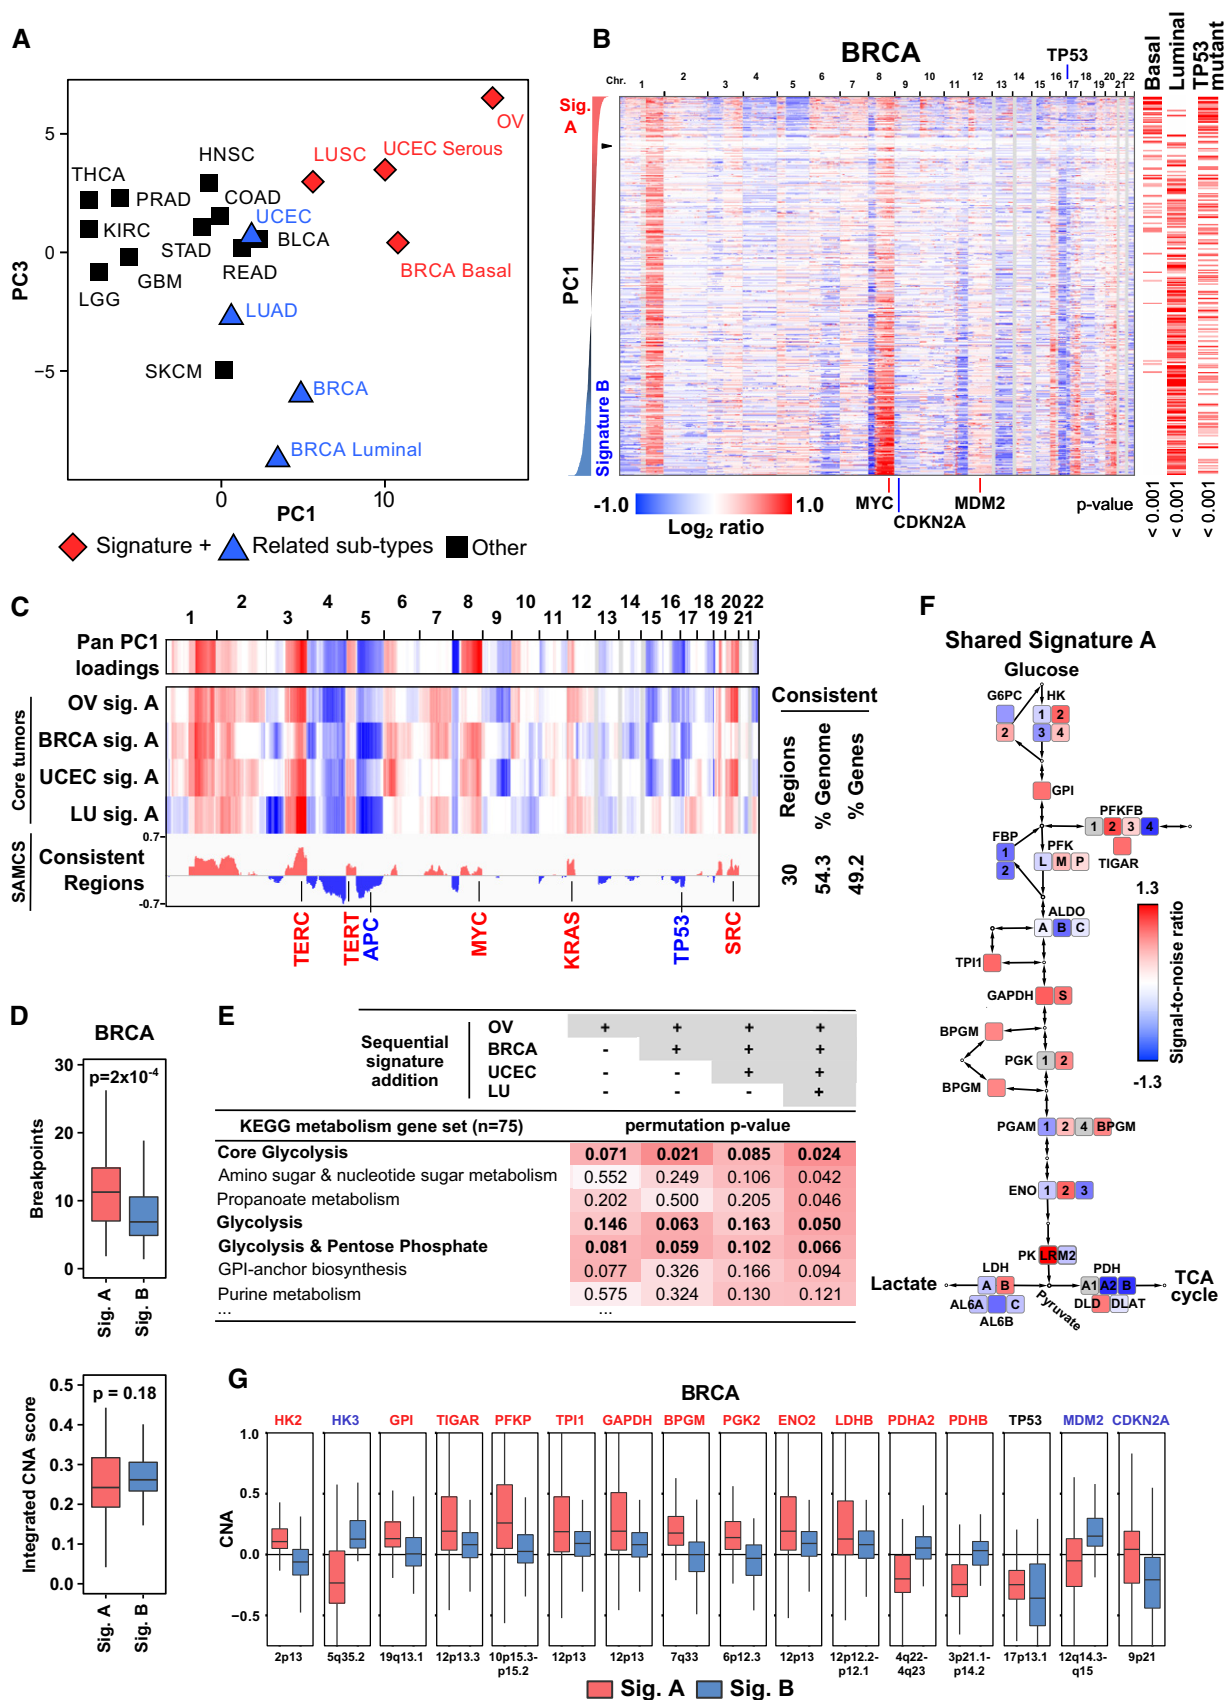 A
PC3
5
0
−5
0
10
PC1
OV
UCEC Serous
LUSC
BRCA Basal
THCA
HNSC
PRAD
COAD
UCEC
KIRC
STAD
BLCA
READ
GBM
LGG
LUAD
SKCM
BRCA
BRCA Luminal
Signature +
Related sub-types
Other
B
BRCA
TP53
Chr.
1 2 3 4 5 6 7 8 9 10 11 12 13 14 15 16 17 18 19 20 21 22
Basal
Luminal
TP53 mutant
Sig. A
PC1
Signature B
-1.0
1.0
Log2 ratio
MYC
CDKN2A
MDM2
p-value
< 0.001
< 0.001
< 0.001
C
1 2 3 4 5 6 7 8 9 10 11 12 13 14 15 16 17 18 19 20 21 22
Pan PC1 loadings
Core tumors
OV sig. A
BRCA sig. A
UCEC sig. A
LU sig. A
SAMCS
Consistent Regions
0.7
-0.7
TERC
TERT
APC
MYC
KRAS
TP53
SRC
Consistent
Regions
% Genome
% Genes
30
54.3
49.2
D
BRCA
p=2x10-4
Breakpoints
30
20
10
0
Sig. A
Sig. B
p = 0.18
Integrated CNA score
0.5
0.4
0.3
0.2
0.1
0.0
Sig. A
Sig. B
E
Sequential signature addition
OV + + + +
BRCA - + + +
UCEC - - + +
LU - - - +
KEGG metabolism gene set (n=75) permutation p-value
Core Glycolysis 0.071 0.021 0.085 0.024
Amino sugar & nucleotide sugar metabolism 0.552 0.249 0.106 0.042
Propanoate metabolism 0.202 0.500 0.205 0.046
Glycolysis 0.146 0.063 0.163 0.050
Glycolysis & Pentose Phosphate 0.081 0.059 0.102 0.066
GPI-anchor biosynthesis 0.077 0.326 0.166 0.094
Purine metabolism 0.575 0.324 0.130 0.121
... ...
F
Shared Signature A
Glucose
G6PC
HK
1 2
2
3 4
GPI
PFKFB
1 2 3 4
TIGAR
FBP
1
2
PFK
L M P
ALDO
A B C
TPI1
GAPDH
S
BPGM
PGK
1 2
BPGM
PGAM
1 2 4 BPGM
ENO
1 2 3
PK
LR M2
LDH
A B
AL6A
C
AL6B
PDH
A1 A2 B
DLD
DLAT
Lactate
Pyruvate
TCA cycle
1.3
-1.3
Signal-to-noise ratio
G
BRCA
HK2 HK3 GPI TIGAR PFKP TPI1 GAPDH BPGM PGK2 ENO2 LDHB PDHA2 PDHB TP53 MDM2 CDKN2A
CNA
1.0
0.5
0.0
−0.5
2p13 5q35.2 19q13.1 12p13.3 10p15.3-p15.2 12p13 12p13 7q33 6p12.3 12p13 12p12.2-p12.1 4q22-4q23 3p21.1-p14.2 17p13.1 12q14.3-q15 9p21
Sig. A
Sig. B